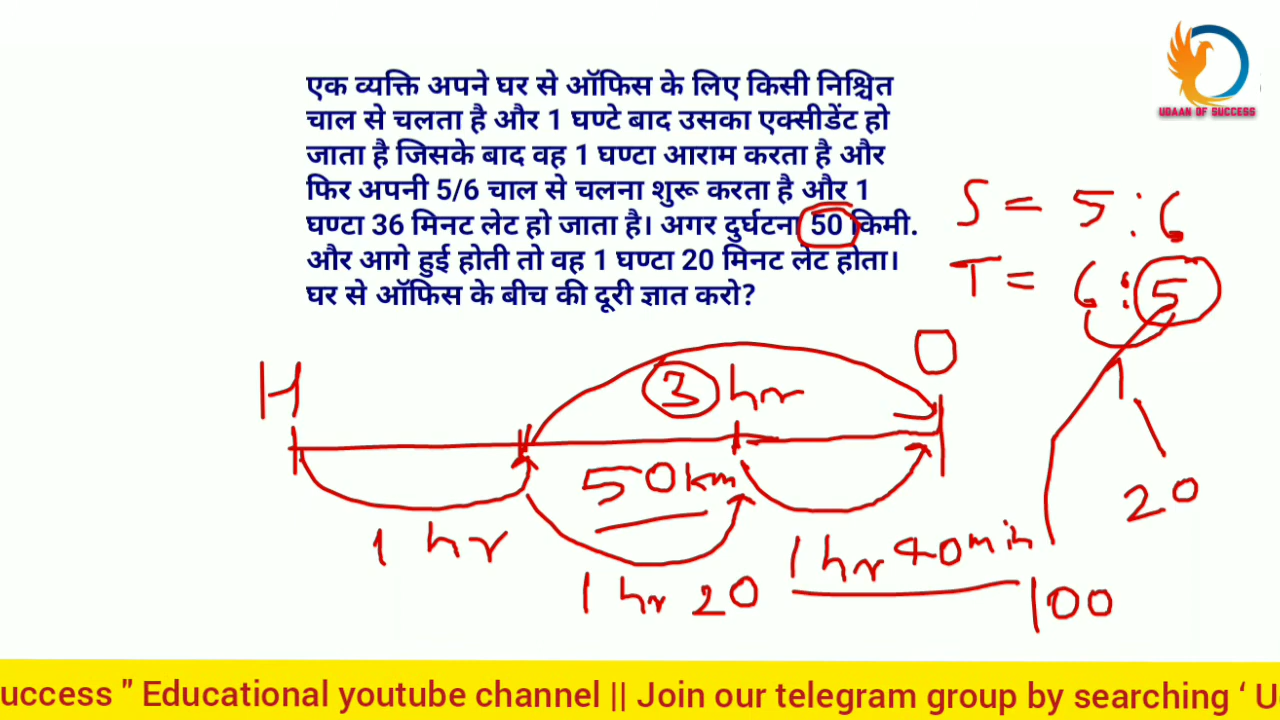 UDAAN OF SUCCESS
एक व्यक्ति अपने घर से ऑफिस के लिए किसी निश्चित
चाल से चलता है और 1 घण्टे बाद उसका एक्सीडेंट हो
जाता है जिसके बाद वह 1 घण्टा आराम करता है और
फिर अपनी 5/6 चाल से चलना शुरू करता है और 1
घण्टा 36 मिनट लेट हो जाता है। अगर दुर्घटना 50 किमी.
और आगे हुई होती तो वह 1 घण्टा 20 मिनट लेट होता।
घर से ऑफिस के बीच की दूरी ज्ञात करो?
S = 5 : 6
T = 6 : 5
1
20
100
H
3 hr
O
50km
1 hr
1 hr 20
1 hr 40min
uccess " Educational youtube channel || Join our telegram group by searching ‘ U